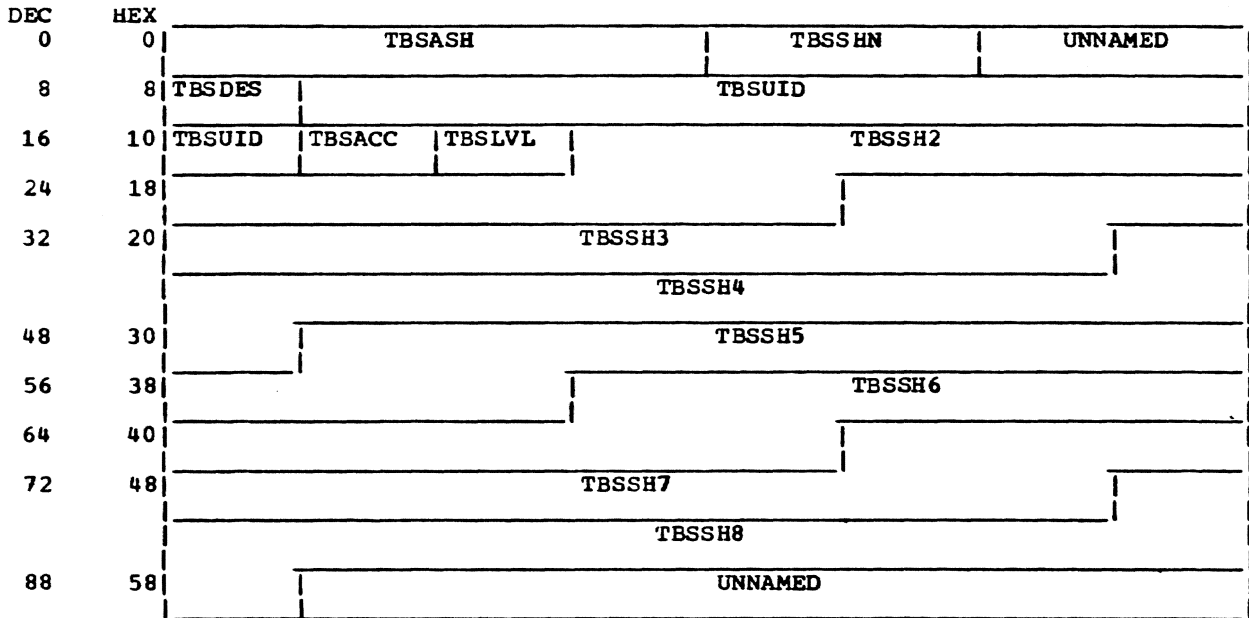 DEC HEX
0 0 TBSASH TBSSHN UNNAMED
8 8 TBSDES TBSUID
16 10 TBSUID TBSACC TBSLVL TBSSH2
24 18
32 20 TBSSH3
TBSSH4
48 30 TBSSH5
56 38 TBSSH6
64 40
72 48 TBSSH7
TBSSH8
88 58 UNNAMED